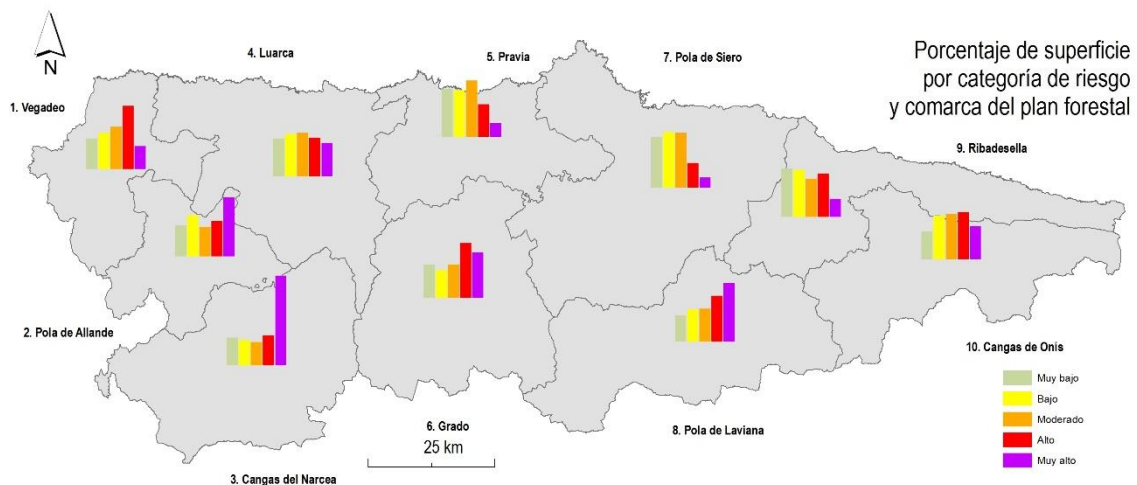 N
4. Luarca
5. Pravia
7. Pola de Siero
Porcentaje de superficie
por categoría de riesgo
y comarca del plan forestal
1. Vegadeo
9. Ribadesella
2. Pola de Allande
10. Cangas de Onís
Muy bajo
Bajo
Moderado
Alto
Muy alto
6. Grado
25 km
8. Pola de Laviana
3. Cangas del Narcea